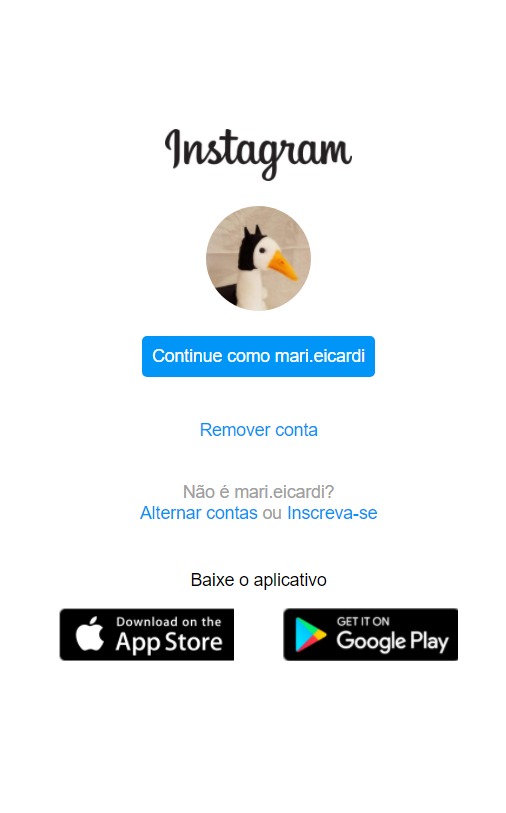 Instagram
Continue como mari.eicardi
Remover conta
Não é mari.eicardi?
Alternar contas ou Inscreva-se
Baixe o aplicativo
Download on the
App Store
GET IT ON
Google Play